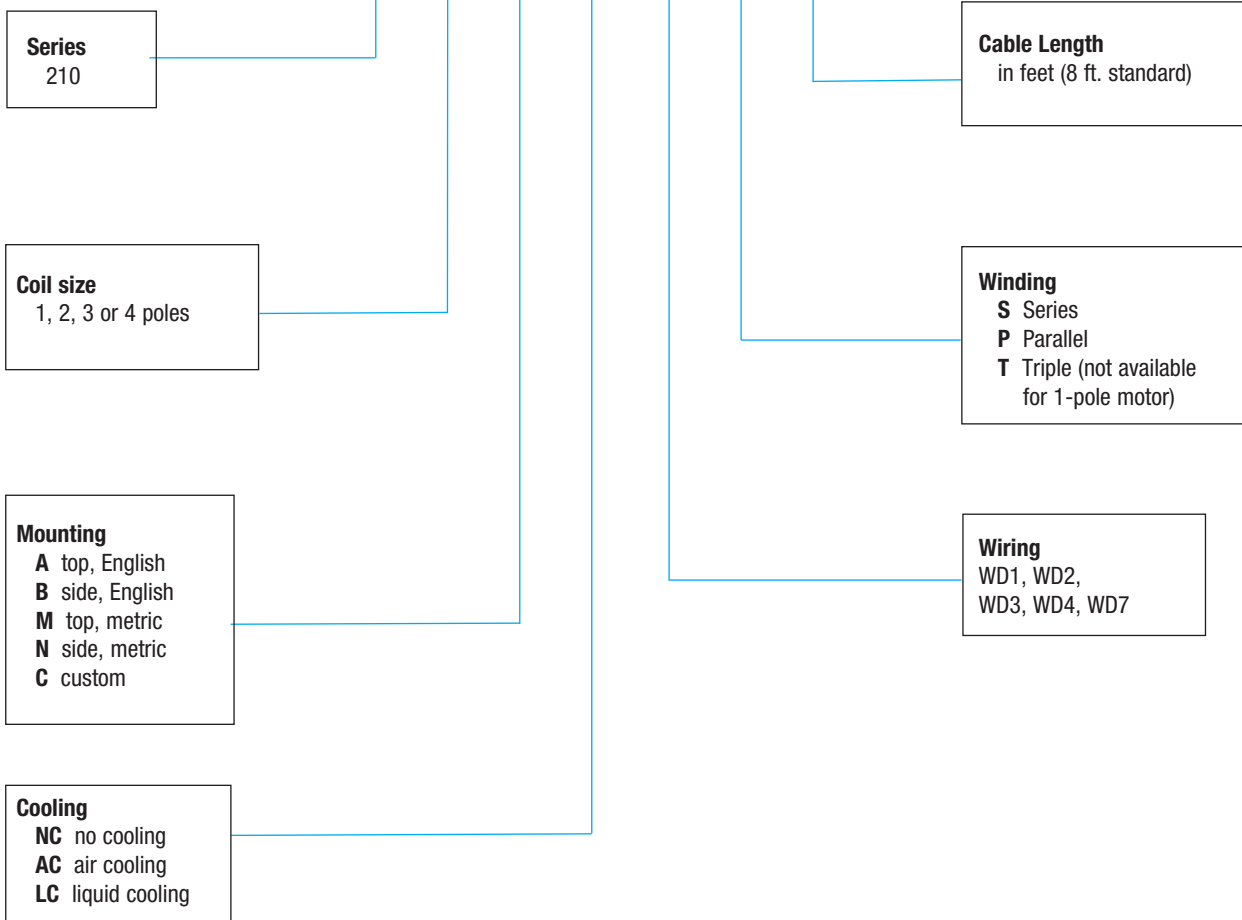 Series
210
Coil size
1, 2, 3 or 4 poles
Mounting
A top, English
B side, English
M top, metric
N side, metric
C custom
Cooling
NC no cooling
AC air cooling
LC liquid cooling
Cable Length
in feet (8 ft. standard)
Winding
S Series
P Parallel
T Triple (not available
for 1-pole motor)
Wiring
WD1, WD2,
WD3, WD4, WD7